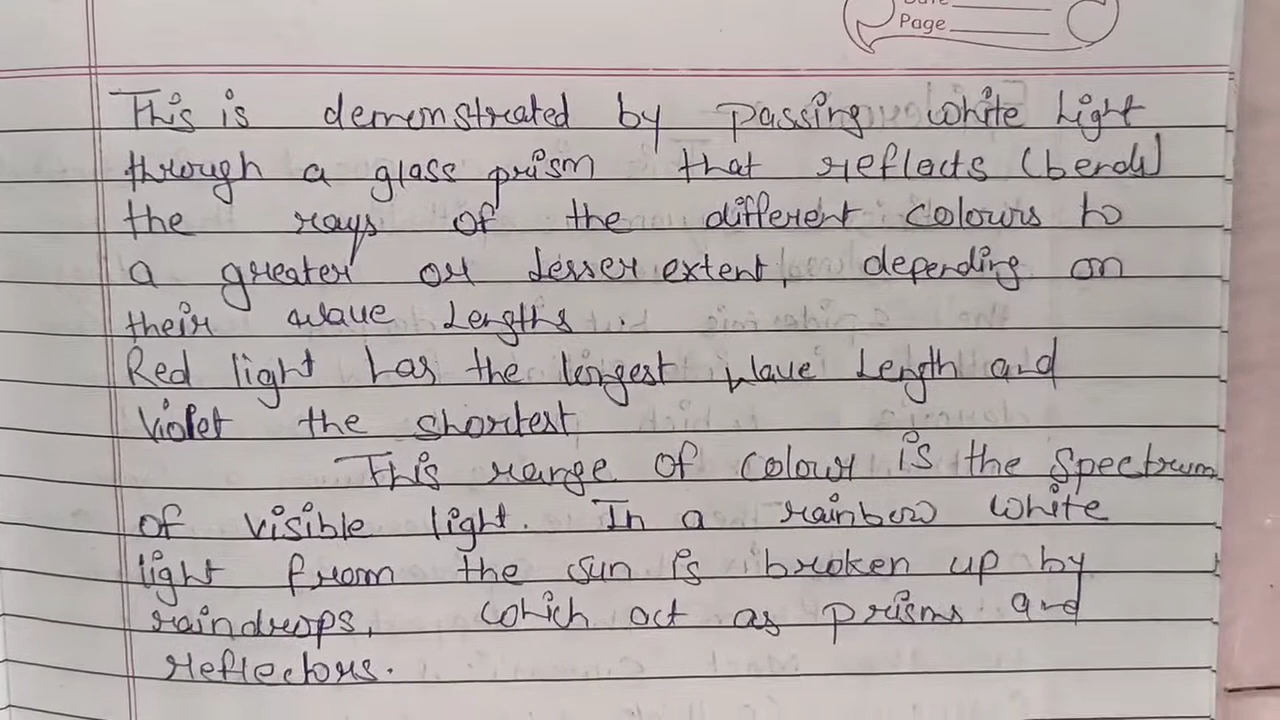 Date
Page
This is demonstrated by passing white light
through a glass prism that reflects (bends)
the rays of the different colours to
a greater or lesser extent, depending on
their wave lengths.
Red light has the longest wave length and
Violet the shortest
This range of colour is the spectrum
of visible light. In a rainbow white
light from the sun is broken up by
raindrops, which act as prisms and
reflectors.